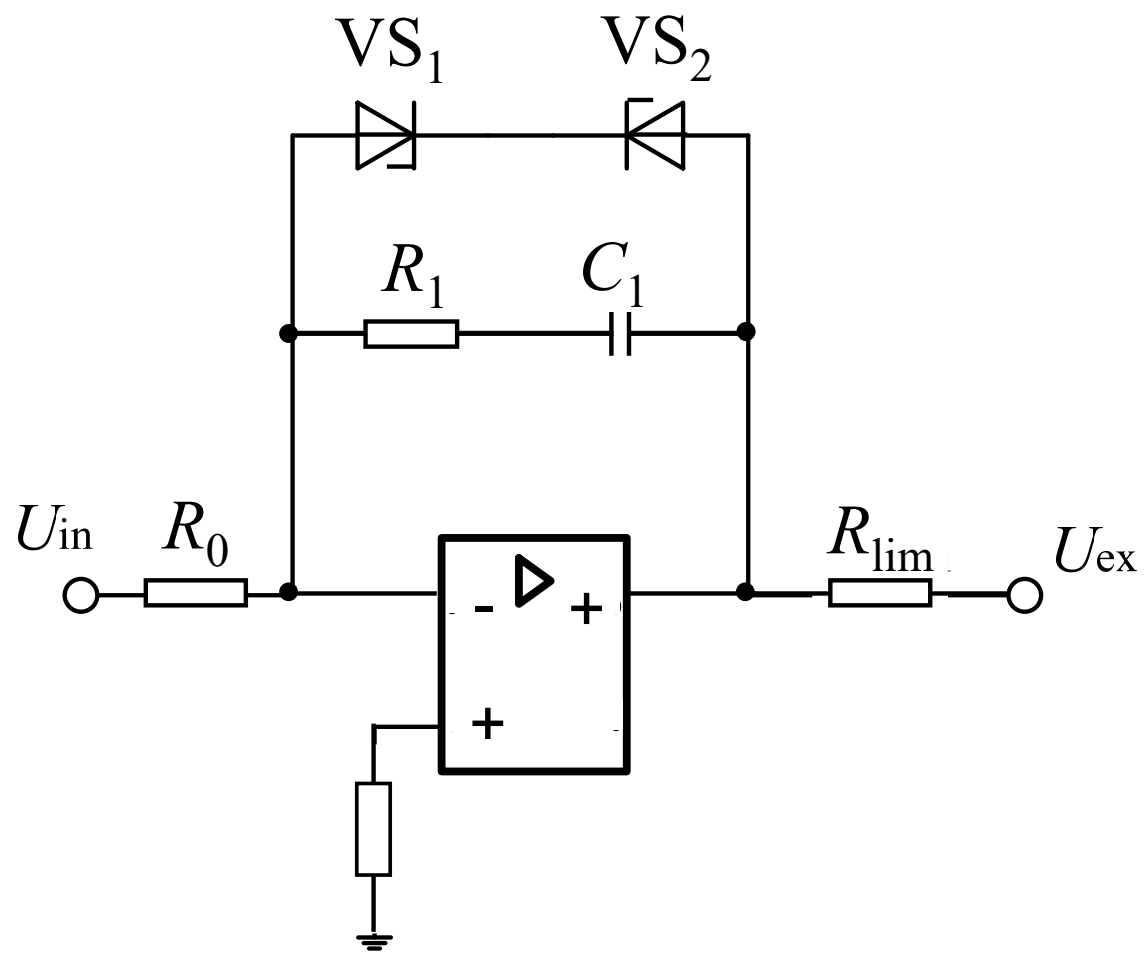 VS₁ VS₂
R₁ C₁
Uin R₀ Rlim Uex
- +
+